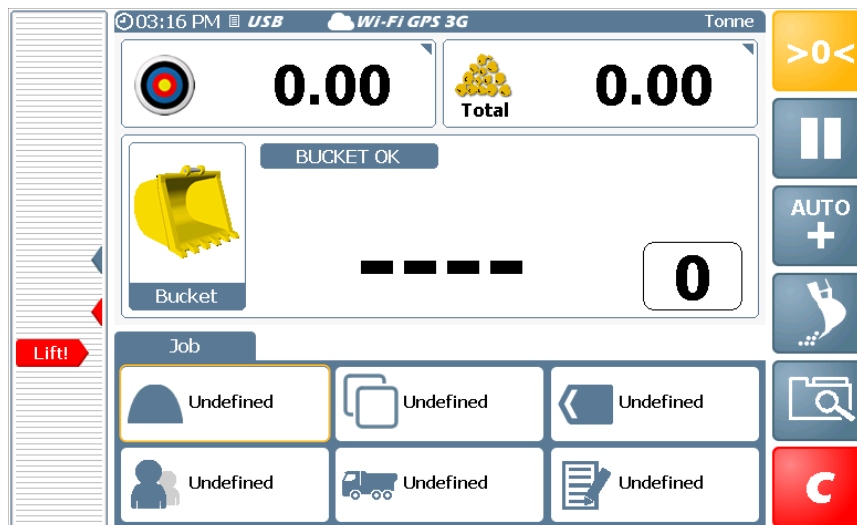 03:16 PM USB Wi-Fi GPS 3G Tonne
>0<
0.00
Total 0.00
AUTO
+
BUCKET OK
Bucket
---- 0
Lift!
Job
Undefined Undefined Undefined
Undefined Undefined Undefined
C